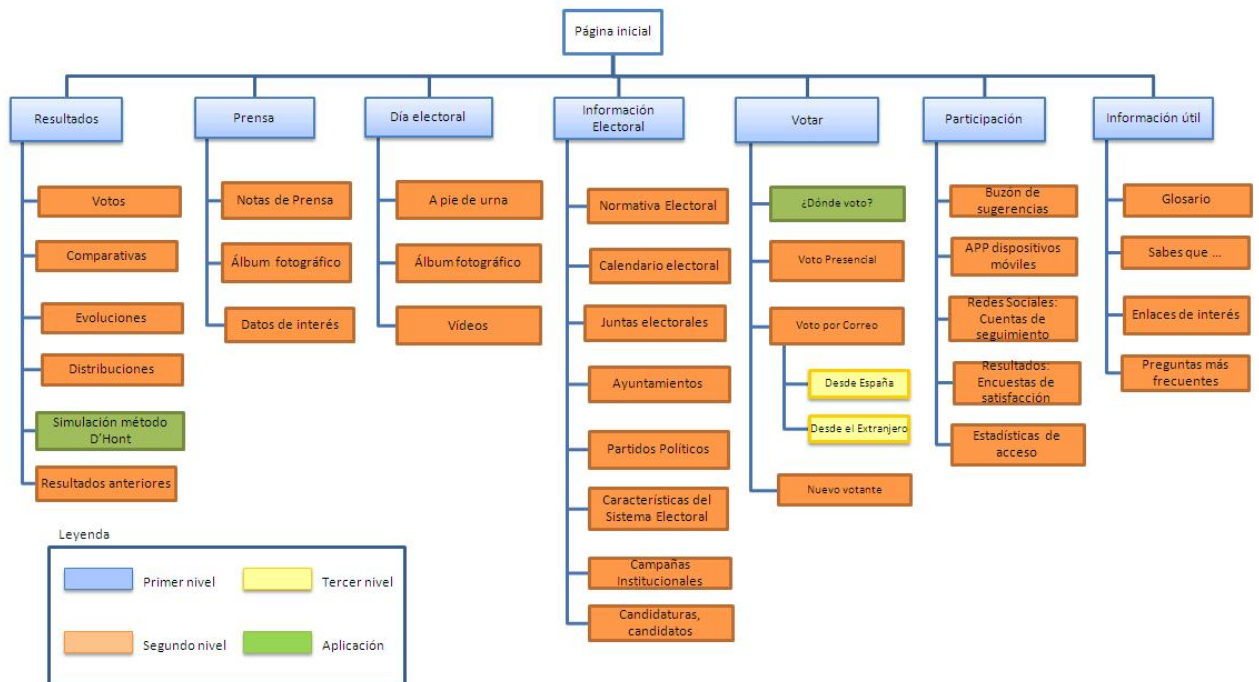 Página inicial
Resultados
Prensa
Día electoral
Información
Electoral
Votar
Participación
Información útil
Votos
Comparativas
Evoluciones
Distribuciones
Simulación método
D'Hont
Resultados anteriores
Notas de Prensa
Álbum fotográfico
Datos de interés
A pie de urna
Álbum fotográfico
Vídeos
Normativa Electoral
Calendario electoral
Juntas electorales
Ayuntamientos
Partidos Políticos
Características del
Sistema Electoral
Campañas
Institucionales
Candidaturas,
candidatos
¿Dónde voto?
Voto Presencial
Voto por Correo
Desde España
Desde el Extranjero
Nuevo votante
Buzón de
sugerencias
APP dispositivos
móviles
Redes Sociales:
Cuentas de
seguimiento
Resultados:
Encuestas de
satisfacción
Estadísticas de
acceso
Glosario
Sabes que ...
Enlaces de interés
Preguntas más
frecuentes
Leyenda
Primer nivel
Tercer nivel
Segundo nivel
Aplicación